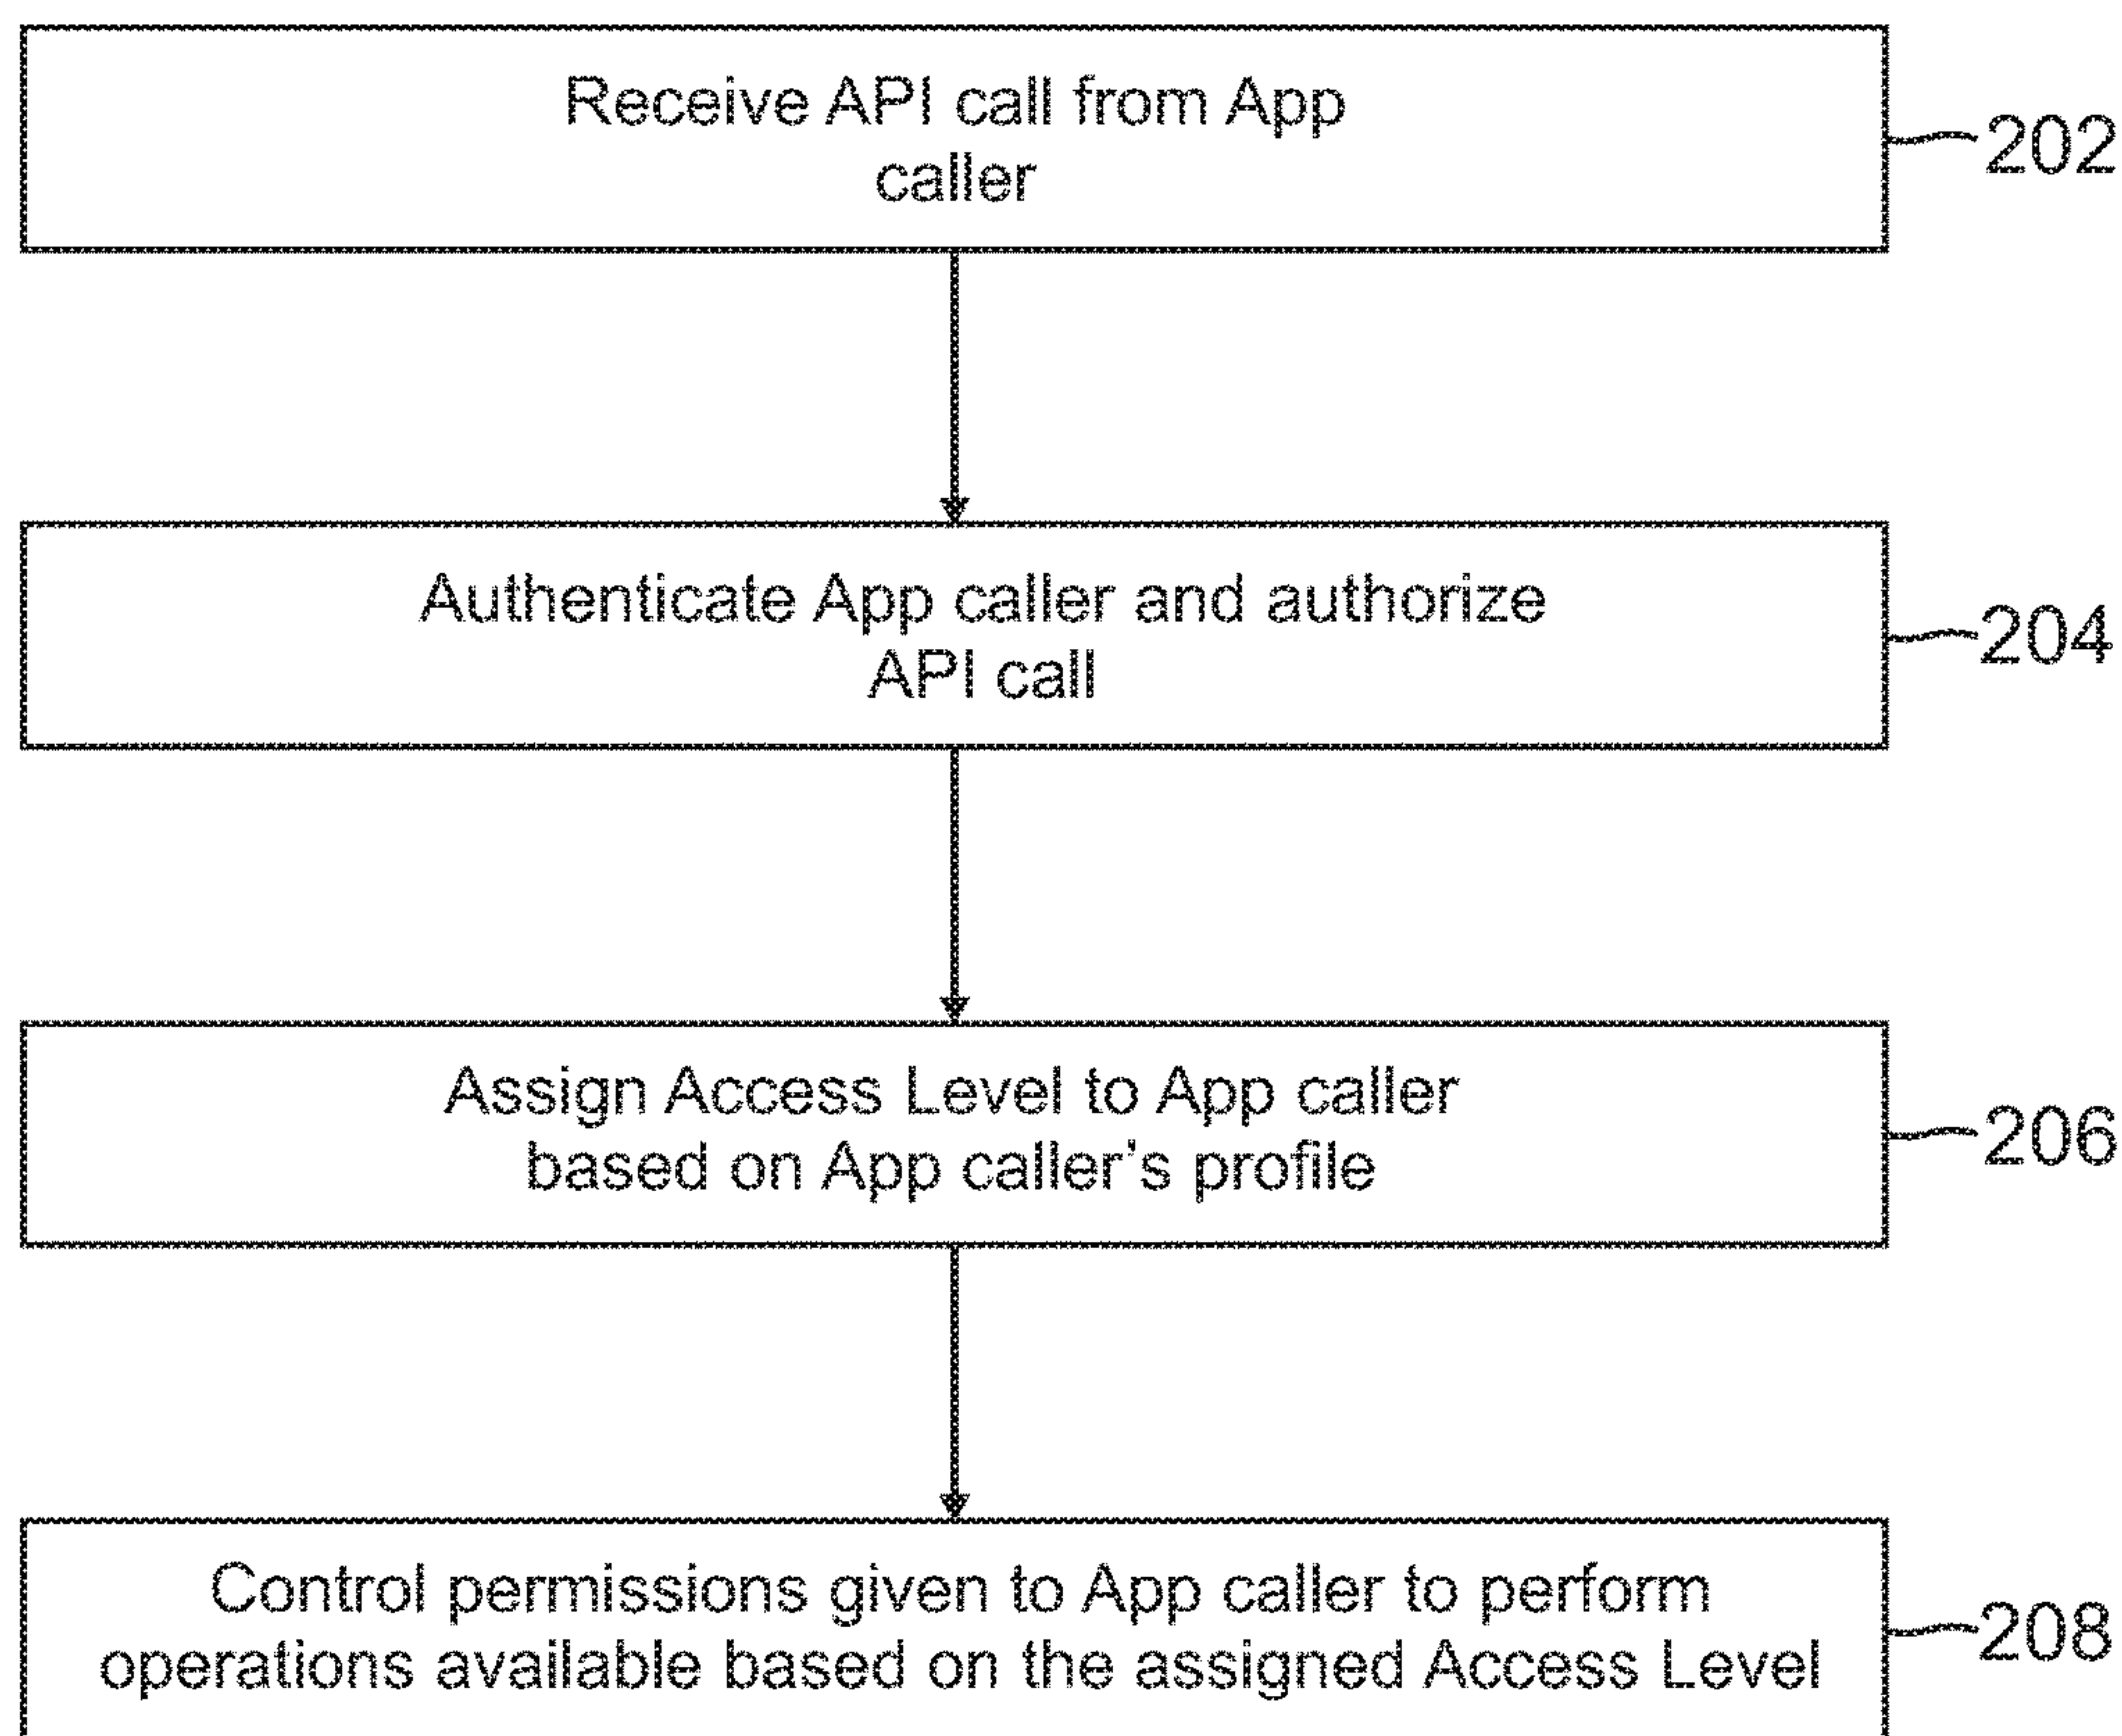 Receive API call from App
caller
202
Authenticate App caller and authorize
API call
204
Assign Access Level to App caller
based on App caller's profile
206
Control permissions given to App caller to perform
operations available based on the assigned Access Level
208